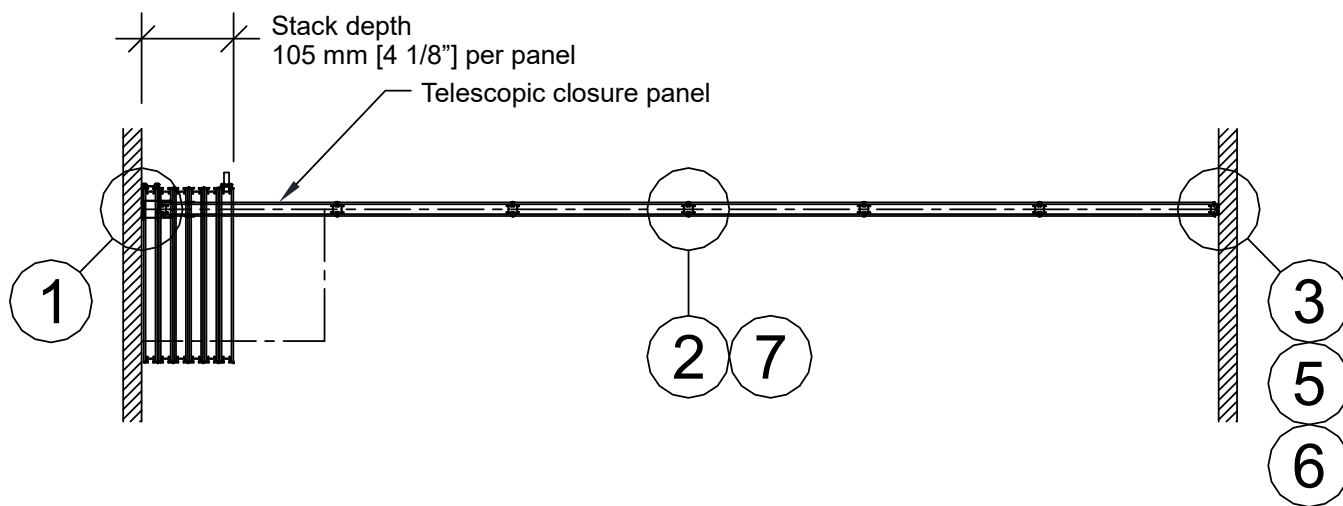 Stack depth
105 mm [4 1/8”] per panel
Telescopic closure panel
1
2 7
3
5
6